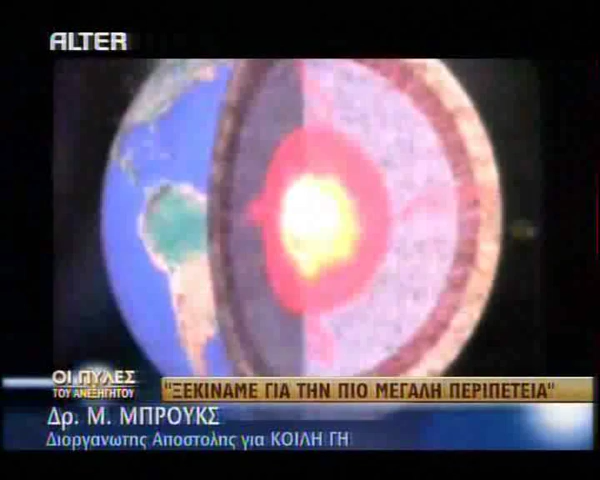 ALTER
ΟΙ ΠΥΛΕΣ
ΤΟΥ ΑΝΕΞΗΓΗΤΟΥ
"ΞΕΚΙΝΑΜΕ ΓΙΑ ΤΗΝ ΠΙΟ ΜΕΓΑΛΗ ΠΕΡΙΠΕΤΕΙΑ"
Δρ. Μ. ΜΠΡΟΥΚΣ
Διοργανωτης Αποστολης για ΚΟΙΛΗ ΓΗ